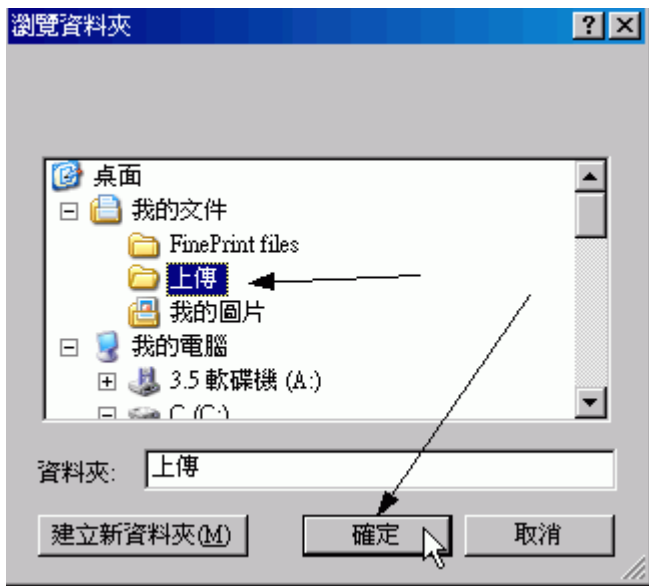 瀏覽資料夾
桌面
我的文件
FinePrint files
上傳
我的圖片
我的電腦
3.5 軟碟機 (A:)
C (C:)
資料夾: 上傳
建立新資料夾(M) 確定 取消